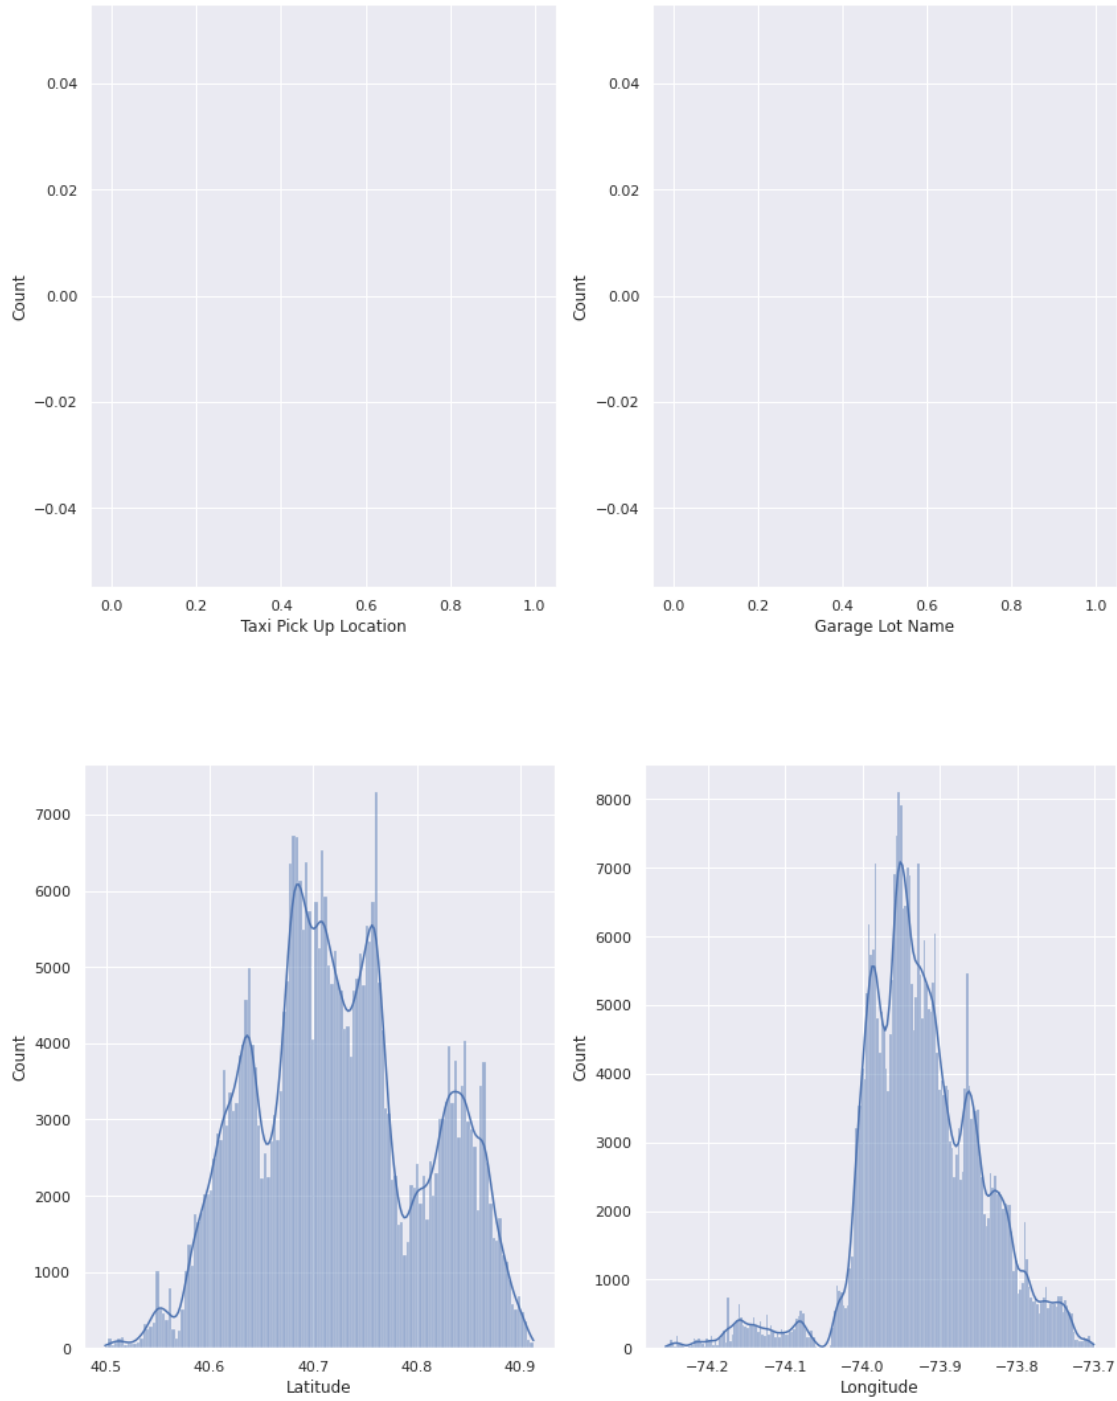 0.04
0.02
0.00
−0.02
−0.04
Count
0.0 0.2 0.4 0.6 0.8 1.0
Taxi Pick Up Location
0.04
0.02
0.00
−0.02
−0.04
Count
0.0 0.2 0.4 0.6 0.8 1.0
Garage Lot Name
7000
6000
5000
4000
3000
2000
1000
0
Count
40.5 40.6 40.7 40.8 40.9
Latitude
8000
7000
6000
5000
4000
3000
2000
1000
0
Count
−74.2 −74.1 −74.0 −73.9 −73.8 −73.7
Longitude